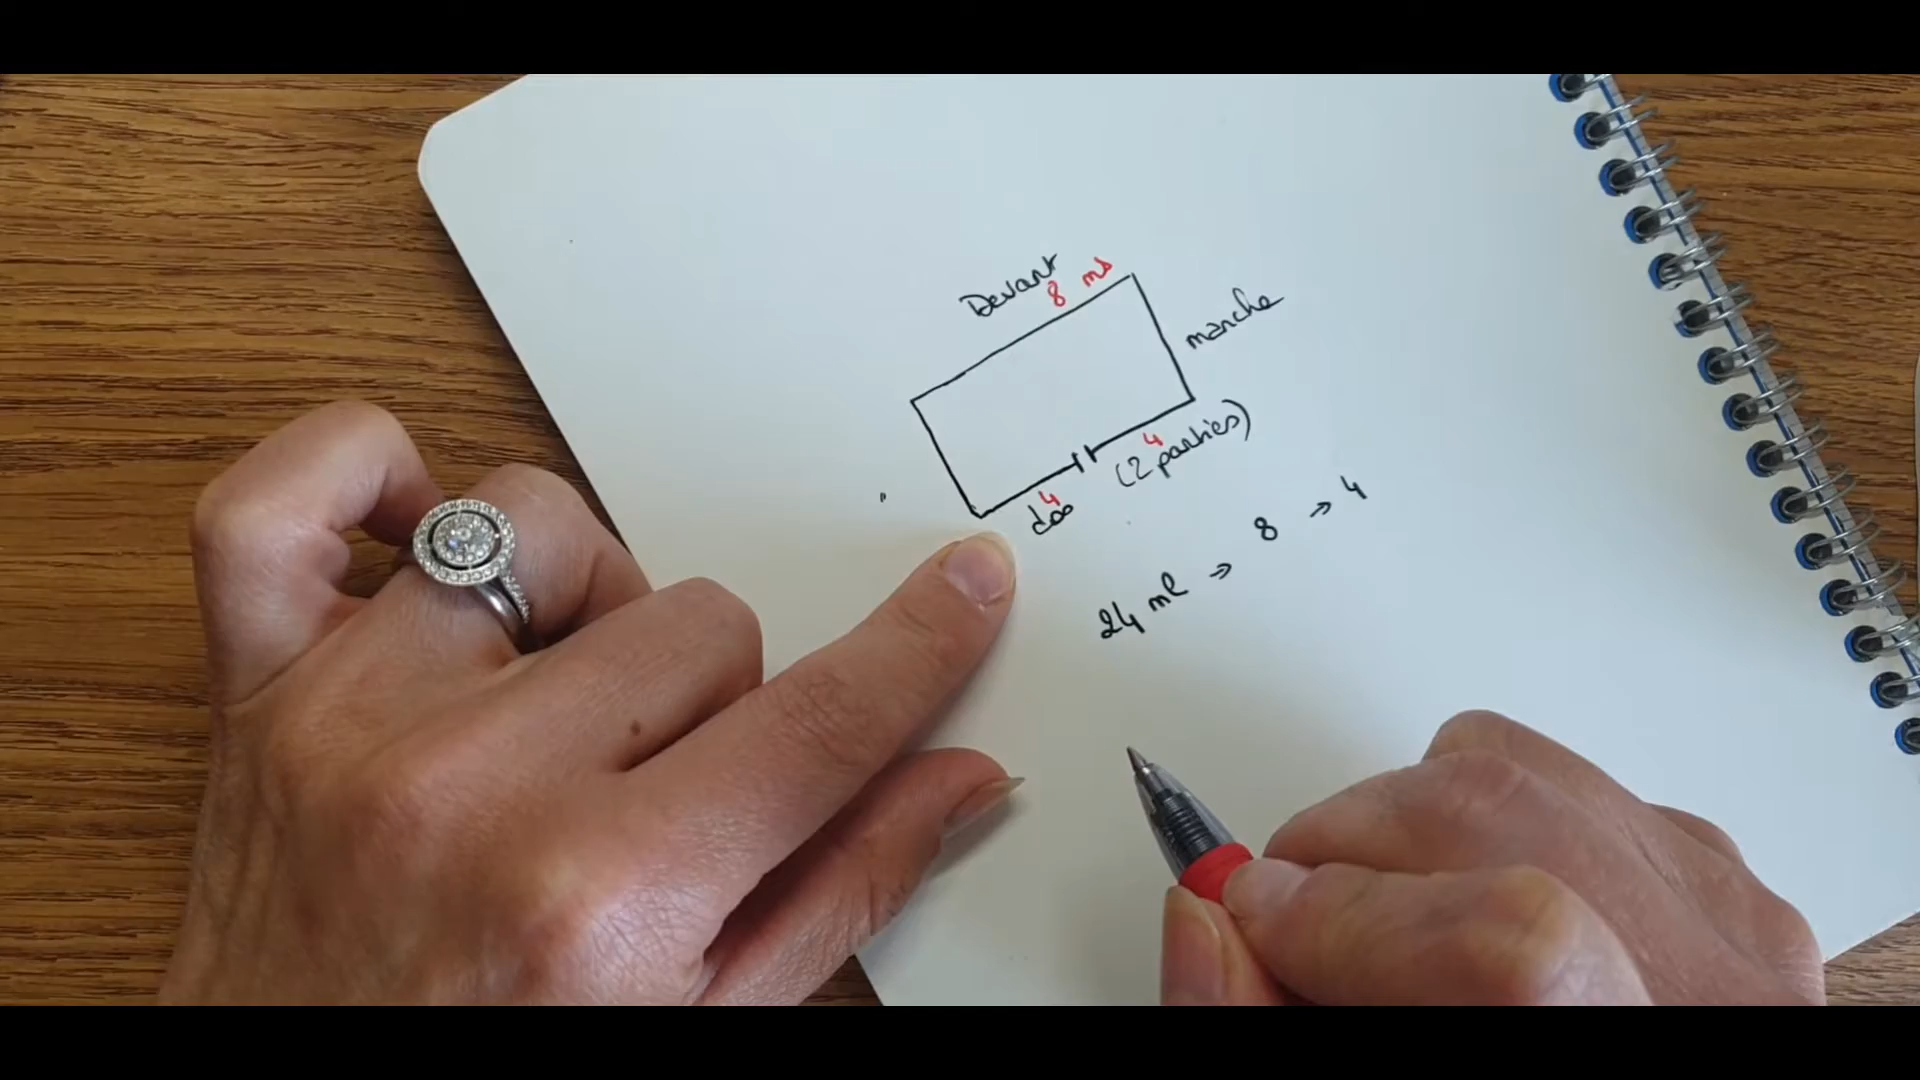 Devant
8 ms
manche
4
(2 parties)
4
dos
24 ml → 8 → 4